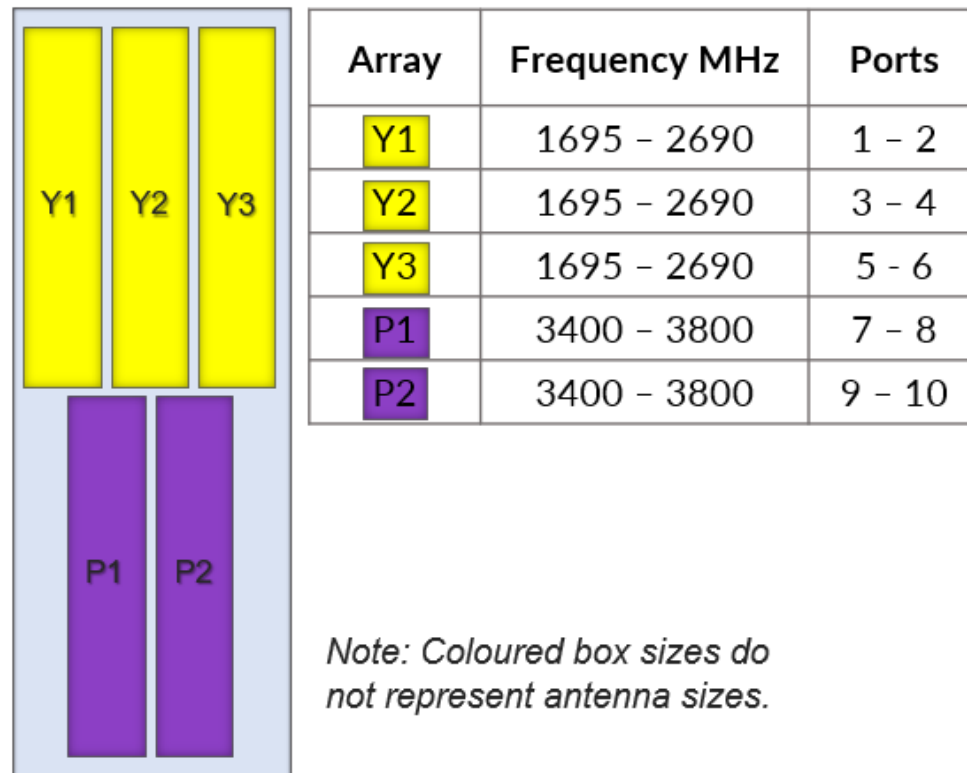 Y1 Y2 Y3
P1 P2
Array Frequency MHz Ports
Y1 1695 – 2690 1 – 2
Y2 1695 – 2690 3 – 4
Y3 1695 – 2690 5 - 6
P1 3400 – 3800 7 – 8
P2 3400 – 3800 9 – 10
Note: Coloured box sizes do
not represent antenna sizes.